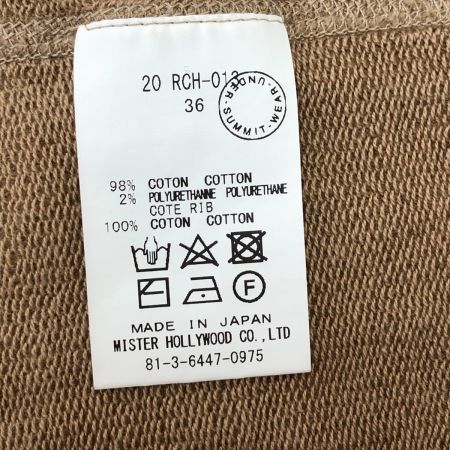 20 RCH-013
36
UNDER·SUMMIT·WEAR·
98% COTON COTTON
2% POLYURETHANNE POLYURETHANE
COTE RIB
100% COTON COTTON
F
MADE IN JAPAN
MISTER HOLLYWOOD CO.,LTD
81-3-6447-0975